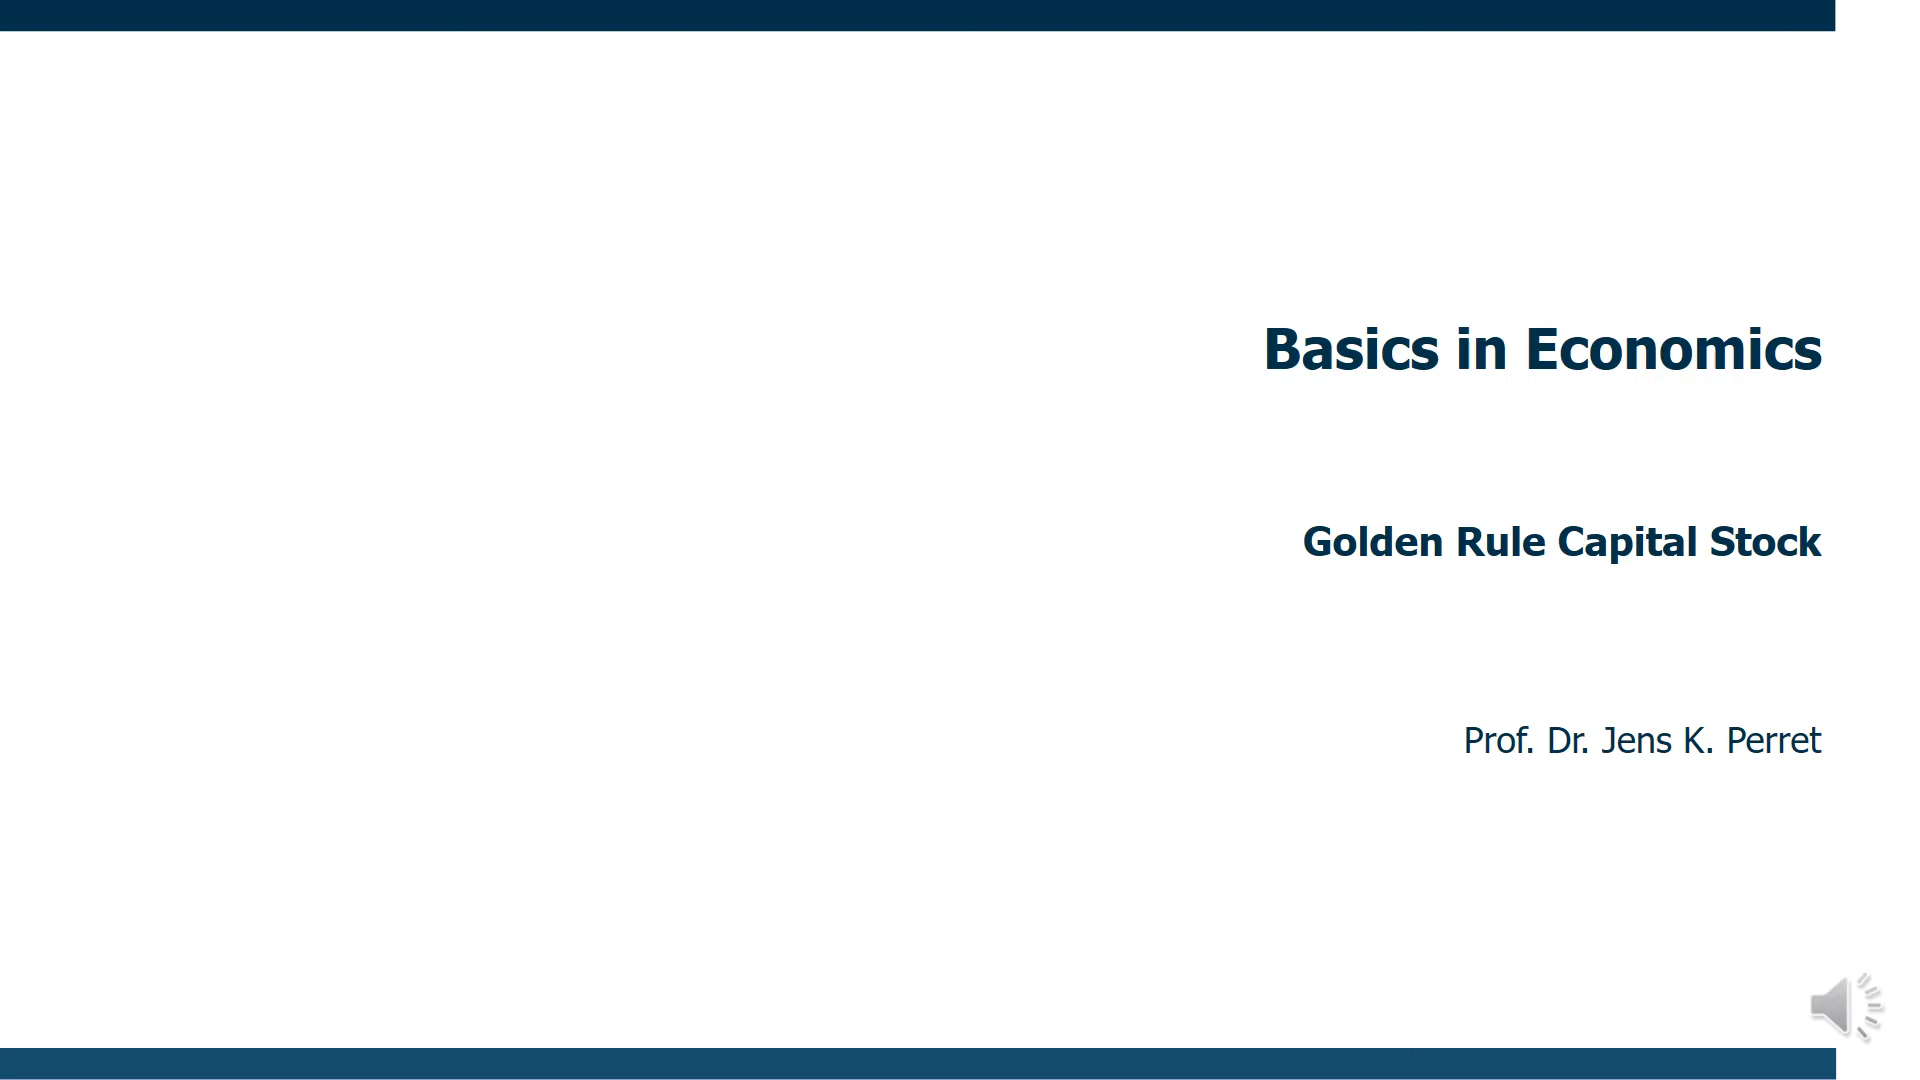 Basics in Economics
Golden Rule Capital Stock
Prof. Dr. Jens K. Perret